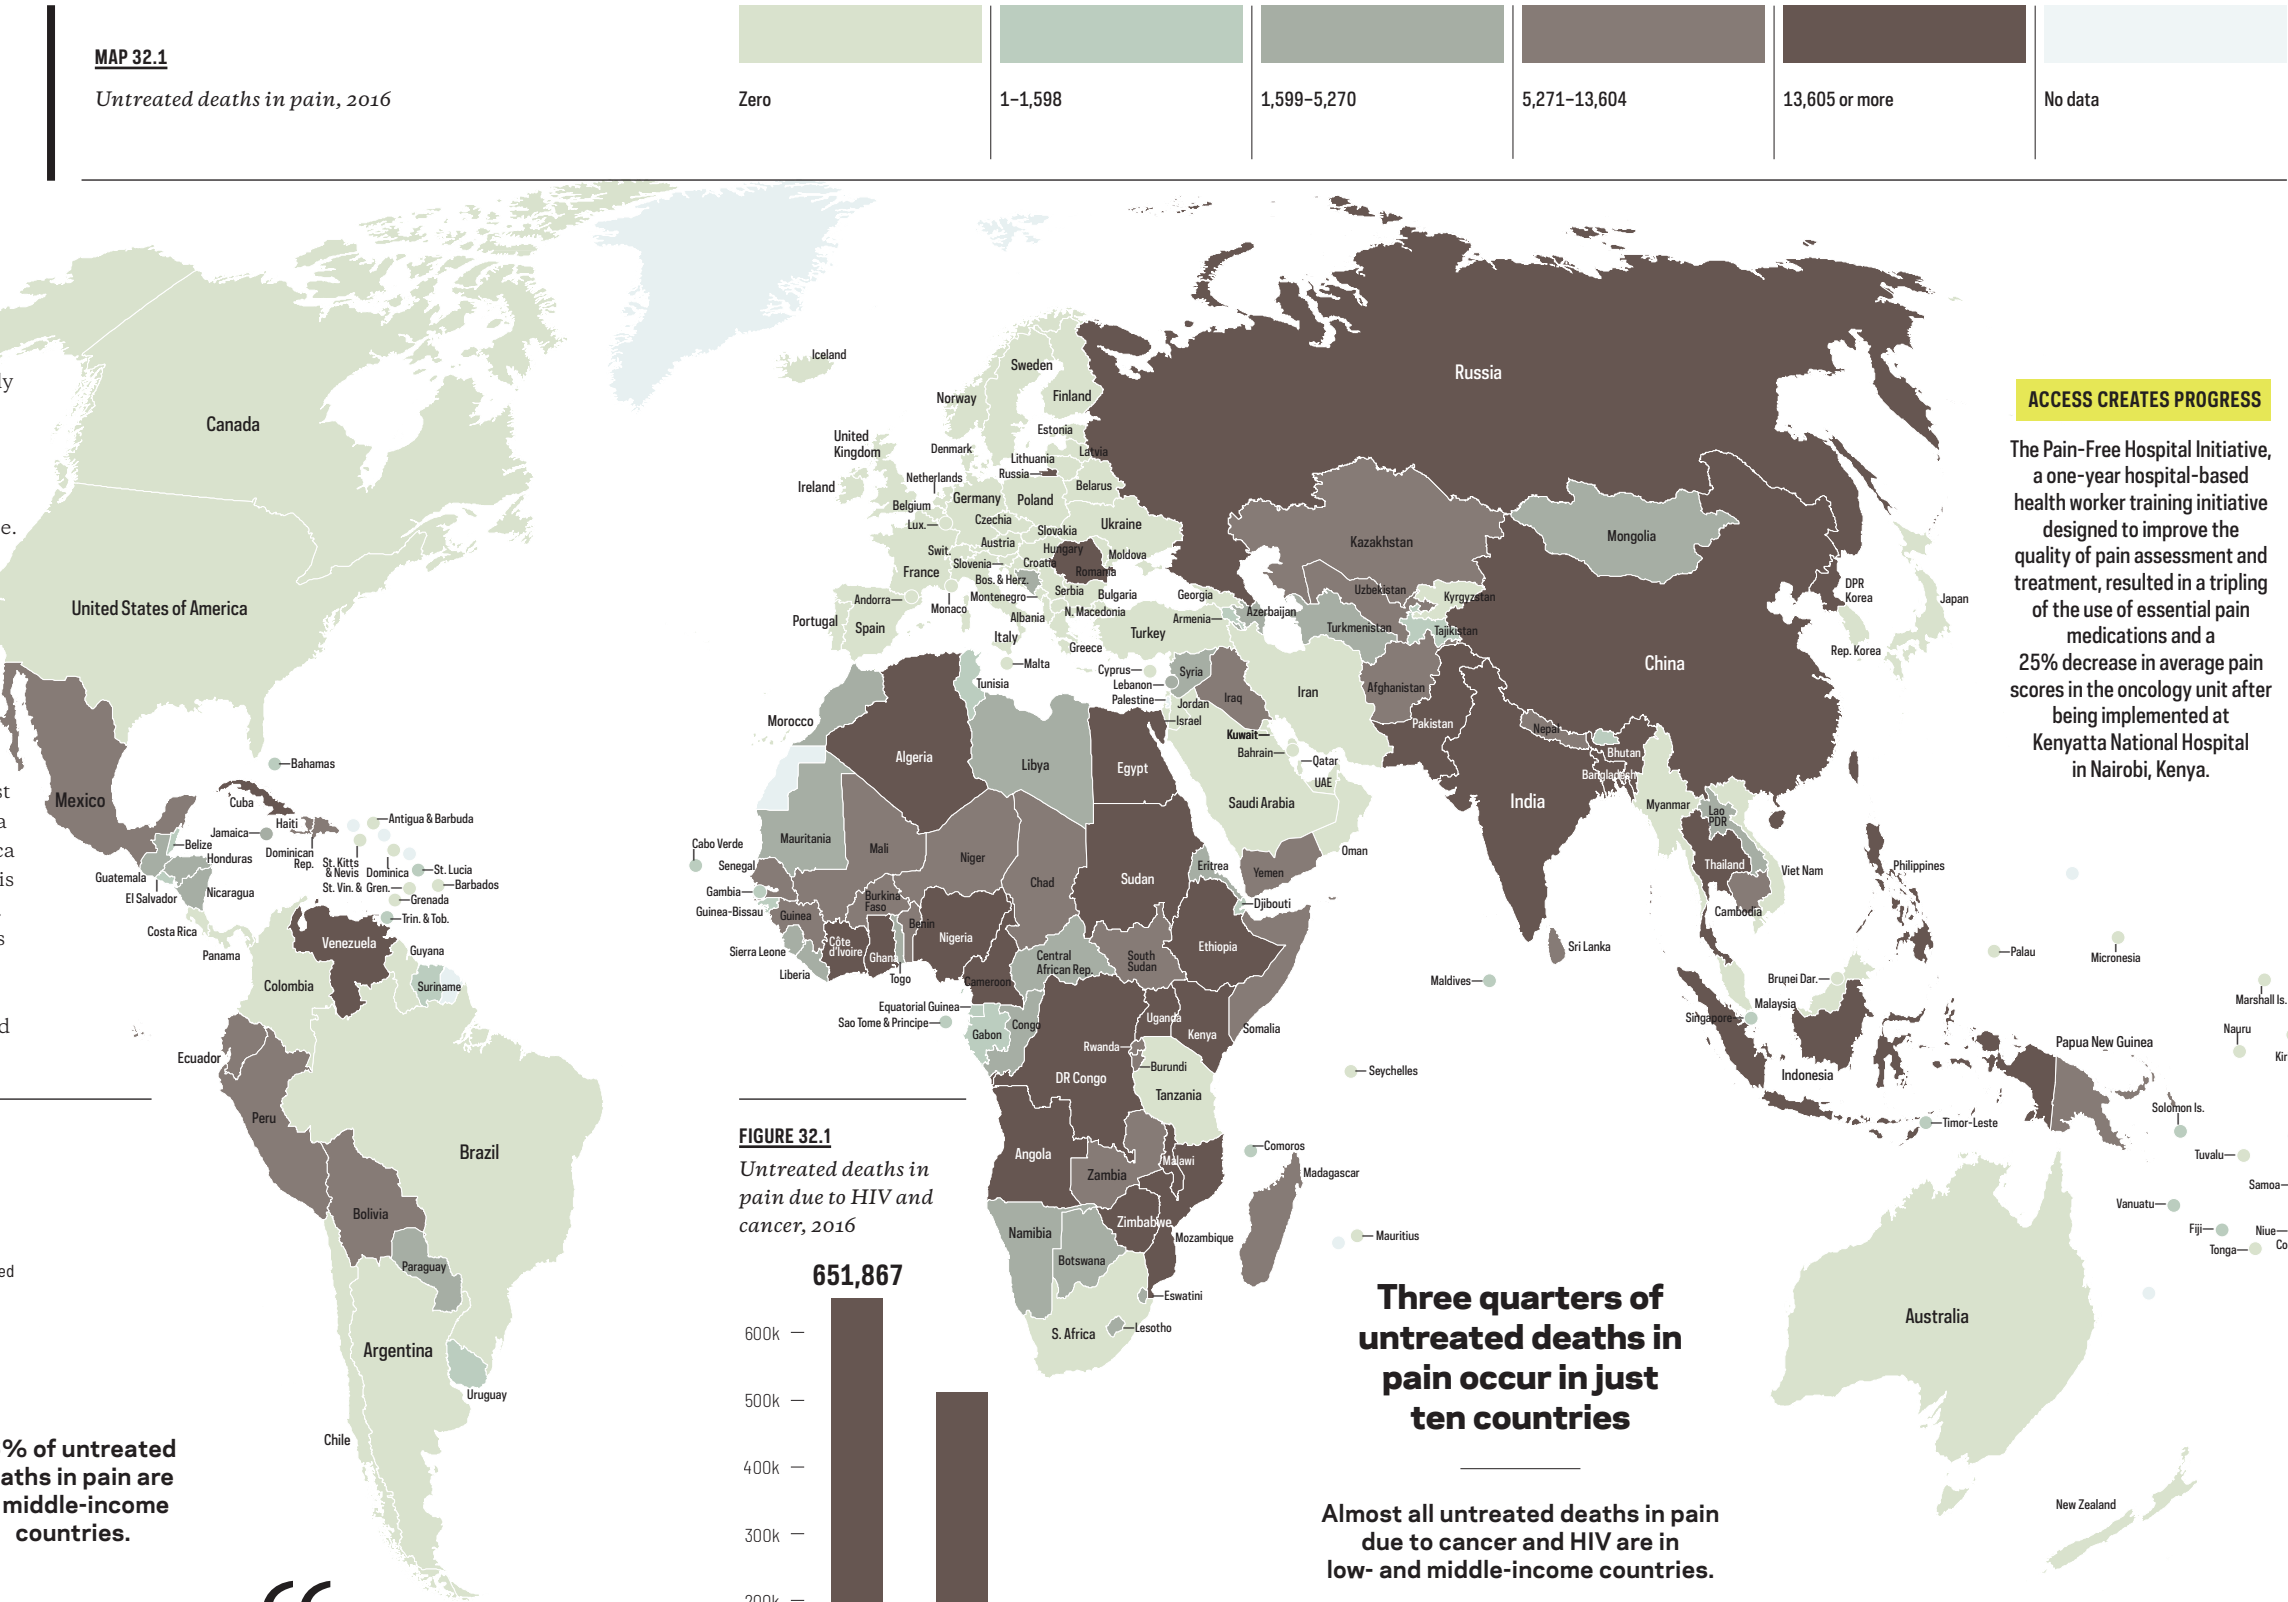 MAP 32.1
Untreated deaths in pain, 2016
Zero
1–1,598
1,599–5,270
5,271–13,604
13,605 or more
No data
ly
e.
st
a
ca
is
s
d
ed
Canada
United States of America
Mexico
Bahamas
Cuba
Haiti
Jamaica
Dominican
Rep.
Belize
Honduras
Guatemala
El Salvador
Nicaragua
Costa Rica
Panama
Antigua & Barbuda
St. Kitts
& Nevis
Dominica
St. Lucia
St. Vin. & Gren.
Barbados
Grenada
Trin. & Tob.
Venezuela
Guyana
Suriname
Colombia
Ecuador
Peru
Brazil
Bolivia
Paraguay
Argentina
Uruguay
Chile
Iceland
Sweden
Norway
Finland
United
Kingdom
Ireland
Denmark
Estonia
Latvia
Lithuania
Russia
Netherlands
Belarus
Belgium
Germany
Poland
Lux.
Czechia
Slovakia
Ukraine
Swit.
Austria
Hungary
Moldova
France
Slovenia
Croatia
Romania
Bos. & Herz.
Andorra
Monaco
Montenegro
Serbia
Bulgaria
Portugal
Spain
Albania
N. Macedonia
Italy
Greece
Malta
Georgia
Armenia
Azerbaijan
Turkey
Cyprus
Lebanon
Palestine
Syria
Jordan
Israel
Iraq
Iran
Kuwait
Bahrain
Qatar
UAE
Saudi Arabia
Oman
Yemen
Russia
Kazakhstan
Uzbekistan
Kyrgyzstan
Turkmenistan
Tajikistan
Afghanistan
Pakistan
Mongolia
China
DPR
Korea
Rep. Korea
Japan
Nepal
Bhutan
Bangladesh
India
Myanmar
Lao
PDR
Thailand
Viet Nam
Cambodia
Philippines
Sri Lanka
Maldives
Brunei Dar.
Malaysia
Singapore
Indonesia
Timor-Leste
Papua New Guinea
Palau
Micronesia
Marshall Is.
Nauru
Kir
Solomon Is.
Tuvalu
Samoa
Vanuatu
Fiji
Niue
Tonga
Co
Australia
New Zealand
Morocco
Tunisia
Algeria
Libya
Egypt
Mauritania
Mali
Niger
Chad
Sudan
Eritrea
Djibouti
Ethiopia
Somalia
Cabo Verde
Senegal
Gambia
Guinea-Bissau
Guinea
Sierra Leone
Liberia
Côte
d'Ivoire
Burkina
Faso
Ghana
Togo
Benin
Nigeria
Cameroon
Central
African Rep.
South
Sudan
Equatorial Guinea
Sao Tome & Principe
Gabon
Congo
DR Congo
Uganda
Kenya
Rwanda
Burundi
Tanzania
Seychelles
Comoros
Angola
Zambia
Malawi
Zimbabwe
Mozambique
Madagascar
Mauritius
Namibia
Botswana
S. Africa
Eswatini
Lesotho
ACCESS CREATES PROGRESS
The Pain-Free Hospital Initiative,
a one-year hospital-based
health worker training initiative
designed to improve the
quality of pain assessment and
treatment, resulted in a tripling
of the use of essential pain
medications and a
25% decrease in average pain
scores in the oncology unit after
being implemented at
Kenyatta National Hospital
in Nairobi, Kenya.
FIGURE 32.1
Untreated deaths in
pain due to HIV and
cancer, 2016
651,867
600k
500k
400k
300k
200k
Three quarters of
untreated deaths in
pain occur in just
ten countries
Almost all untreated deaths in pain
due to cancer and HIV are in
low- and middle-income countries.
% of untreated
aths in pain are
middle-income
countries.
“